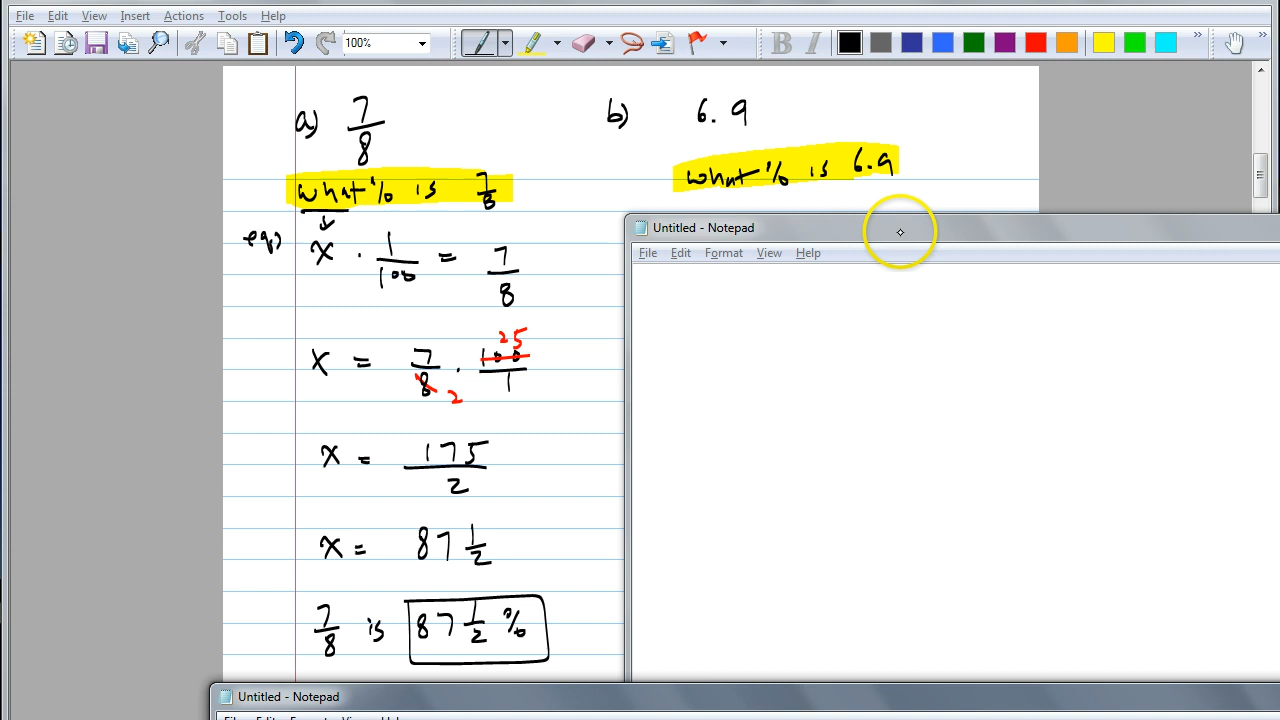 File Edit View Insert Actions Tools Help
100%
B I
a) 7/8
what % is 7/8
eq) x · 1/100 = 7/8
x = 7/8 · 100/1
25
2
x = 175/2
x = 87 1/2
7/8 is 87 1/2 %
b) 6.9
what % is 6.9
Untitled - Notepad
File Edit Format View Help
Untitled - Notepad